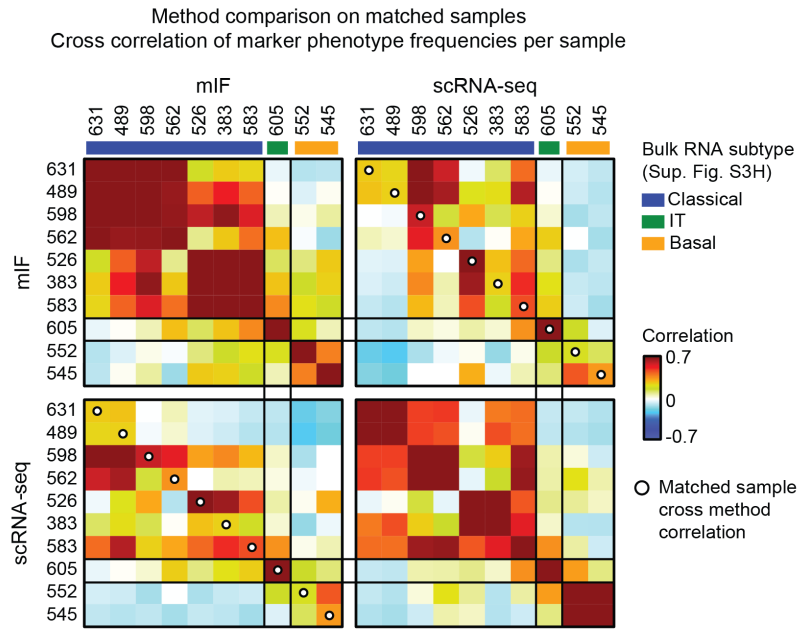 Method comparison on matched samples
Cross correlation of marker phenotype frequencies per sample
mIF
scRNA-seq
631 489 598 562 526 383 583 605 552 545
631 489 598 562 526 383 583 605 552 545
mIF
631
489
598
562
526
383
583
605
552
545
scRNA-seq
631
489
598
562
526
383
583
605
552
545
Bulk RNA subtype
(Sup. Fig. S3H)
Classical
IT
Basal
Correlation
0.7
0
-0.7
Matched sample
cross method
correlation